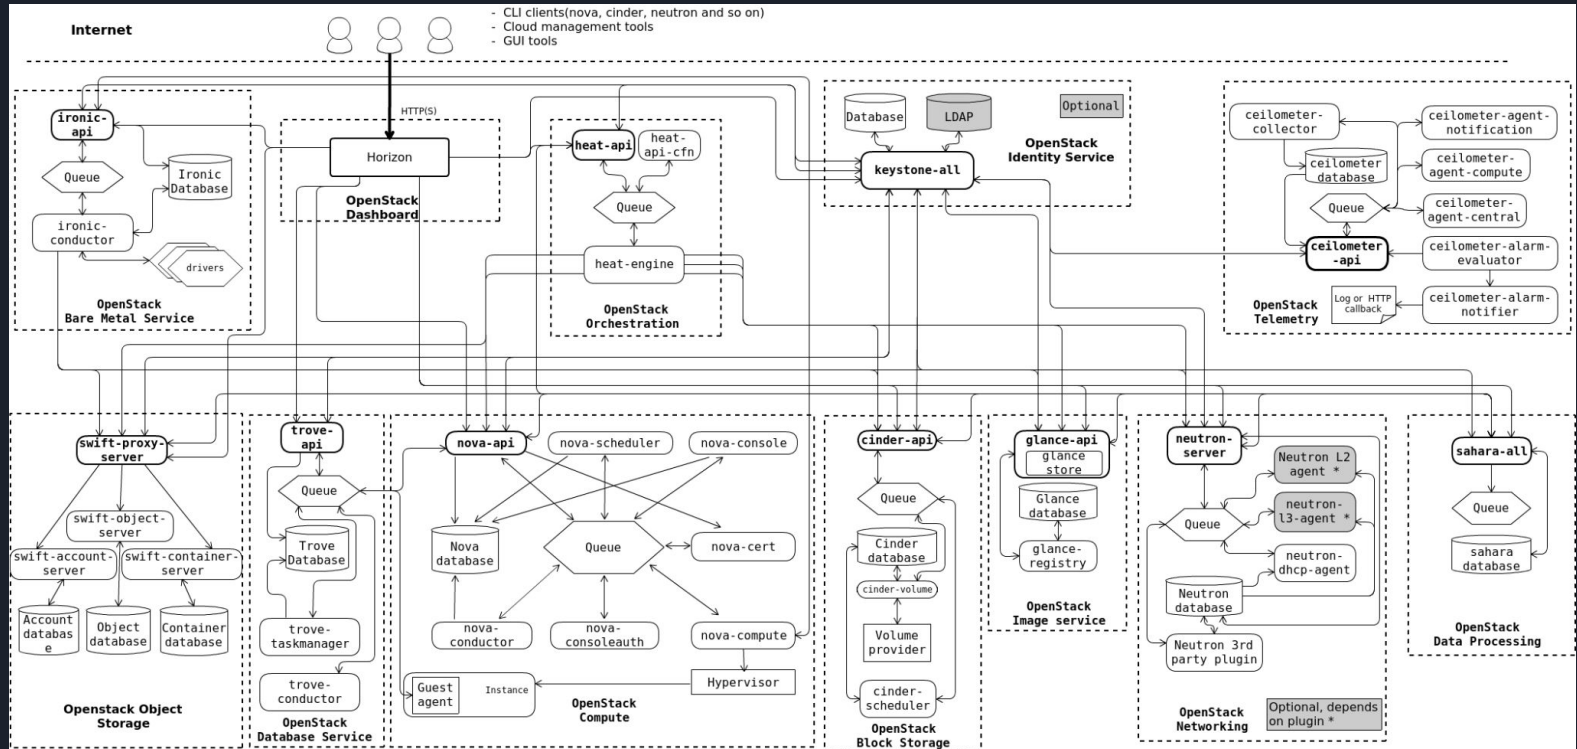 Internet
- CLI clients(nova, cinder, neutron and so on)
- Cloud management tools
- GUI tools
HTTP(S)
ironic-
api
Queue
Ironic
Database
ironic-
conductor
drivers
OpenStack
Bare Metal Service
Horizon
OpenStack
Dashboard
heat-api
heat-
api-cfn
Queue
heat-engine
OpenStack
Orchestration
Database
LDAP
Optional
OpenStack
Identity Service
keystone-all
ceilometer-
collector
ceilometer-agent-
notification
ceilometer
database
ceilometer-
agent-compute
Queue
ceilometer-
agent-central
ceilometer
-api
ceilometer-alarm-
evaluator
Log or HTTP
callback
ceilometer-alarm-
notifier
OpenStack
Telemetry
swift-proxy-
server
swift-object-
server
swift-account-
server
swift-container-
server
Account
databas
e
Object
database
Container
database
Openstack Object
Storage
trove-
api
Queue
Trove
Database
trove-
taskmanager
trove-
conductor
OpenStack
Database Service
nova-api
nova-scheduler
nova-console
Nova
database
Queue
nova-cert
nova-
conductor
nova-
consoleauth
nova-compute
Guest
agent
Instance
Hypervisor
OpenStack
Compute
cinder-api
Queue
Cinder
database
cinder-volume
Volume
provider
cinder-
scheduler
OpenStack
Block Storage
glance-api
glance
store
Glance
database
glance-
registry
OpenStack
Image service
neutron-
server
Neutron L2
agent *
Queue
neutron-
l3-agent *
neutron-
dhcp-agent
Neutron
database
Neutron 3rd
party plugin
OpenStack
Networking
Optional, depends
on plugin *
sahara-all
Queue
sahara
database
OpenStack
Data Processing